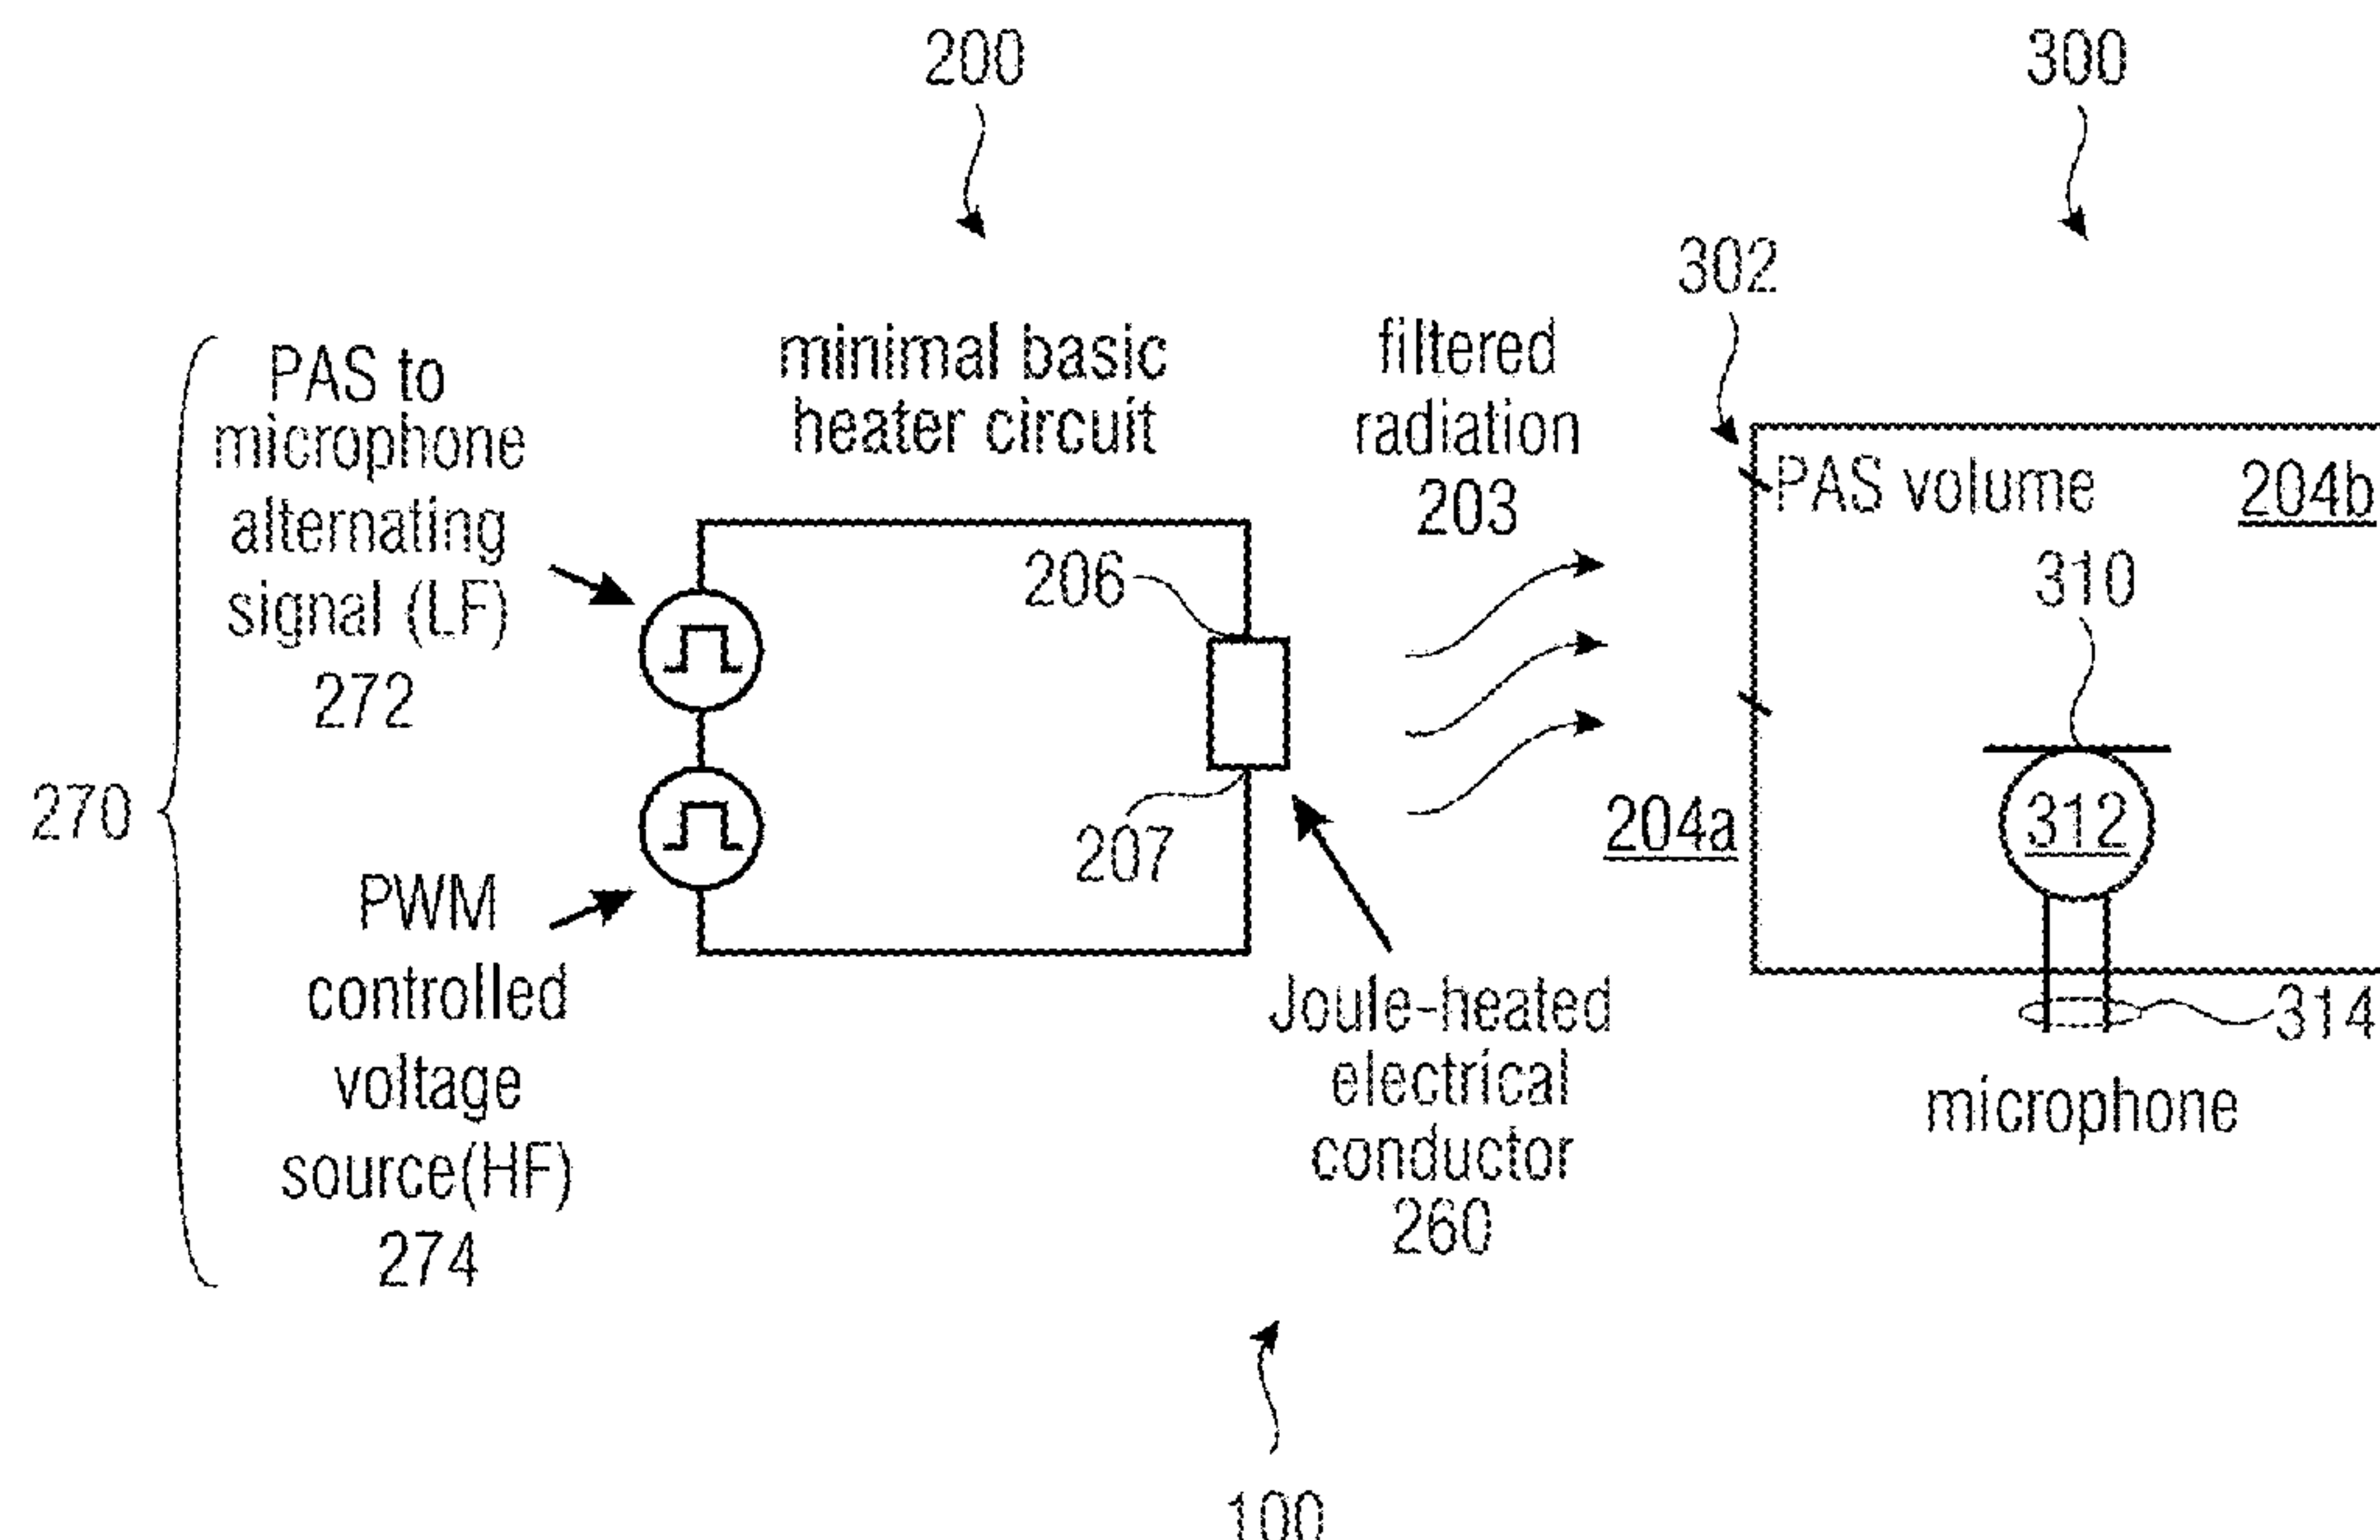 200
300
302
PAS to
microphone
alternating
signal (LF)
272
minimal basic
heater circuit
filtered
radiation
203
PAS volume
204b
310
206
270
207
204a
312
PWM
controlled
voltage
source(HF)
274
Joule-heated
electrical
conductor
260
314
microphone
100